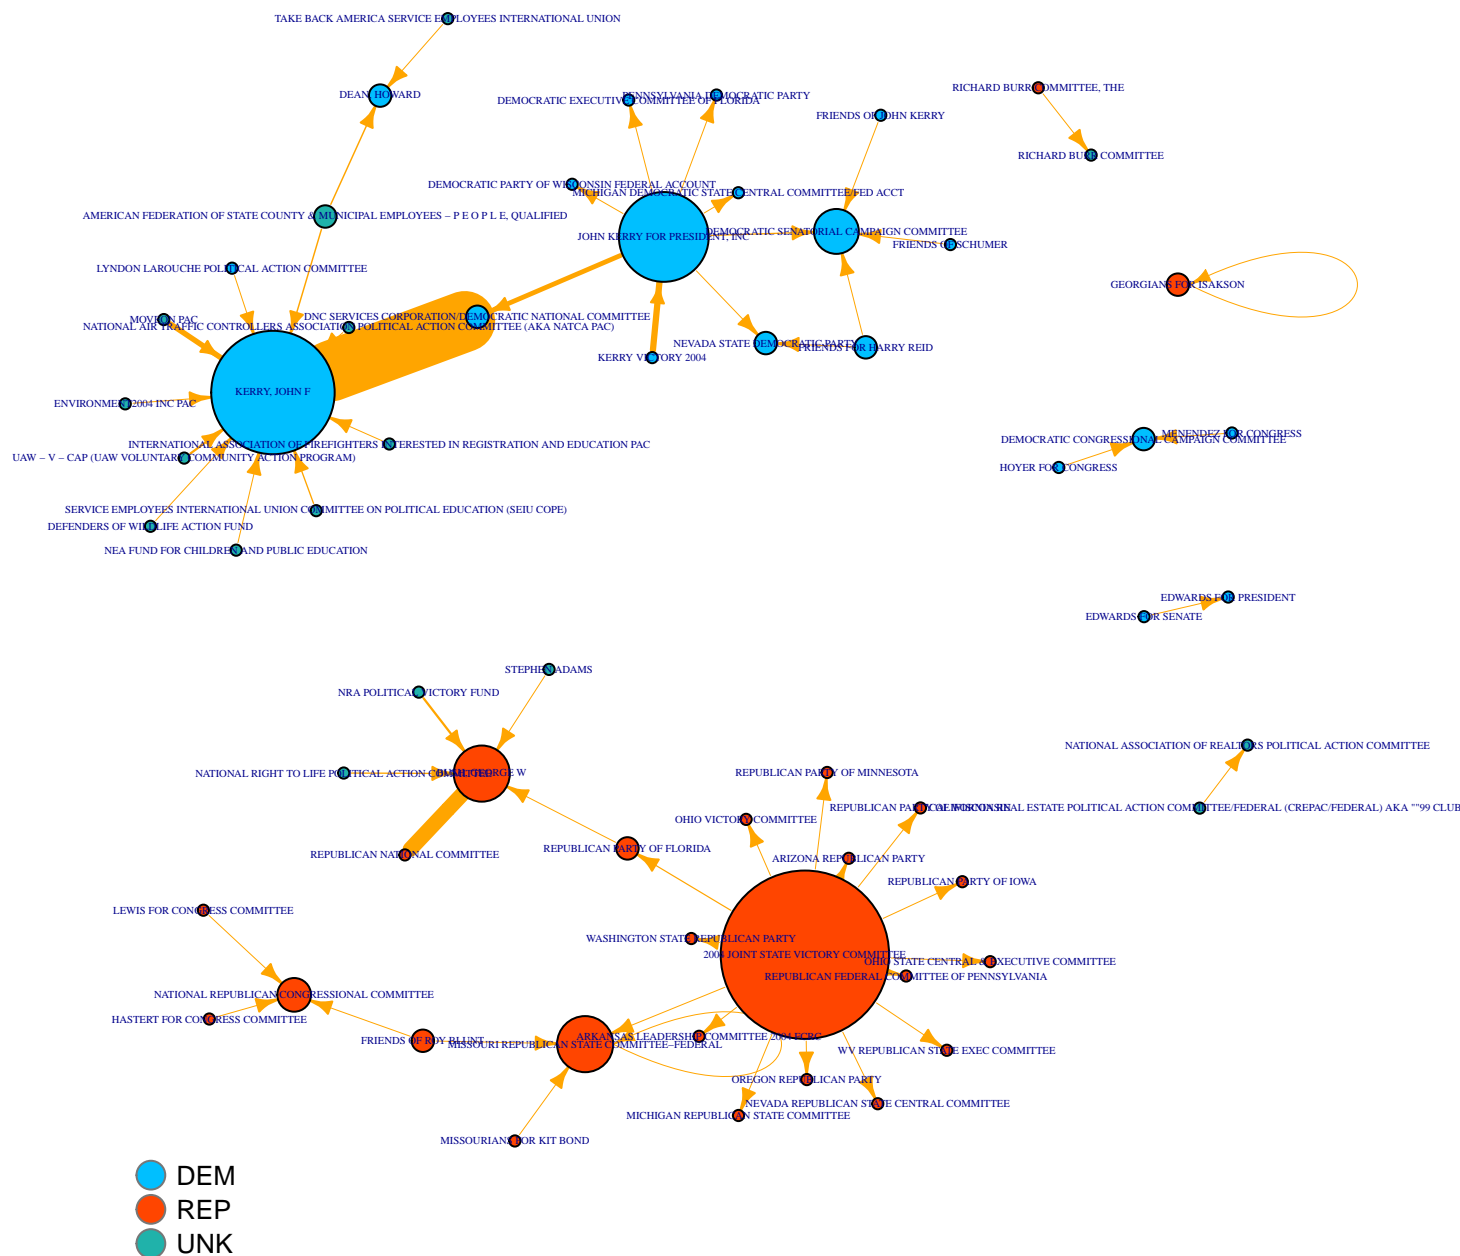 TAKE BACK AMERICA SERVICE EMPLOYEES INTERNATIONAL UNION
DEAN, HOWARD
DEMOCRATIC EXECUTIVE COMMITTEE OF FLORIDA
PENNSYLVANIA DEMOCRATIC PARTY
RICHARD BURR COMMITTEE, THE
FRIENDS OF JOHN KERRY
RICHARD BURR COMMITTEE
DEMOCRATIC PARTY OF WISCONSIN FEDERAL ACCOUNT
MICHIGAN DEMOCRATIC STATE CENTRAL COMMITTEE/FED ACCT
AMERICAN FEDERATION OF STATE COUNTY & MUNICIPAL EMPLOYEES – P E O P L E, QUALIFIED
JOHN KERRY FOR PRESIDENT, INC
DEMOCRATIC SENATORIAL CAMPAIGN COMMITTEE
FRIENDS OF SCHUMER
LYNDON LAROUCHE POLITICAL ACTION COMMITTEE
GEORGIANS FOR ISAKSON
MOVEON PAC
DNC SERVICES CORPORATION/DEMOCRATIC NATIONAL COMMITTEE
NATIONAL AIR TRAFFIC CONTROLLERS ASSOCIATION POLITICAL ACTION COMMITTEE (AKA NATCA PAC)
KERRY VICTORY 2004
NEVADA STATE DEMOCRATIC PARTY
FRIENDS FOR HARRY REID
KERRY, JOHN F
ENVIRONMENT2004 INC PAC
INTERNATIONAL ASSOCIATION OF FIREFIGHTERS INTERESTED IN REGISTRATION AND EDUCATION PAC
DEMOCRATIC CONGRESSIONAL CAMPAIGN COMMITTEE
MENENDEZ FOR CONGRESS
UAW – V – CAP (UAW VOLUNTARY COMMUNITY ACTION PROGRAM)
HOYER FOR CONGRESS
SERVICE EMPLOYEES INTERNATIONAL UNION COMMITTEE ON POLITICAL EDUCATION (SEIU COPE)
DEFENDERS OF WILDLIFE ACTION FUND
NEA FUND FOR CHILDREN AND PUBLIC EDUCATION
EDWARDS FOR PRESIDENT
EDWARDS FOR SENATE
STEPHEN ADAMS
NRA POLITICAL VICTORY FUND
NATIONAL RIGHT TO LIFE POLITICAL ACTION COMMITTEE
BUSH, GEORGE W
NATIONAL ASSOCIATION OF REALTORS POLITICAL ACTION COMMITTEE
REPUBLICAN PARTY OF MINNESOTA
REPUBLICAN PARTY OF WISCONSIN
CALIFORNIA REAL ESTATE POLITICAL ACTION COMMITTEE/FEDERAL (CREPAC/FEDERAL) AKA ""99 CLUB
OHIO VICTORY COMMITTEE
REPUBLICAN PARTY OF FLORIDA
REPUBLICAN NATIONAL COMMITTEE
ARIZONA REPUBLICAN PARTY
REPUBLICAN PARTY OF IOWA
LEWIS FOR CONGRESS COMMITTEE
WASHINGTON STATE REPUBLICAN PARTY
2004 JOINT STATE VICTORY COMMITTEE
OHIO STATE CENTRAL & EXECUTIVE COMMITTEE
REPUBLICAN FEDERAL COMMITTEE OF PENNSYLVANIA
NATIONAL REPUBLICAN CONGRESSIONAL COMMITTEE
HASTERT FOR CONGRESS COMMITTEE
ARKANSAS LEADERSHIP COMMITTEE 2004 FCRC
FRIENDS OF ROY BLUNT
MISSOURI REPUBLICAN STATE COMMITTEE–FEDERAL
WV REPUBLICAN STATE EXEC COMMITTEE
OREGON REPUBLICAN PARTY
NEVADA REPUBLICAN STATE CENTRAL COMMITTEE
MICHIGAN REPUBLICAN STATE COMMITTEE
MISSOURIANS FOR KIT BOND
DEM
REP
UNK